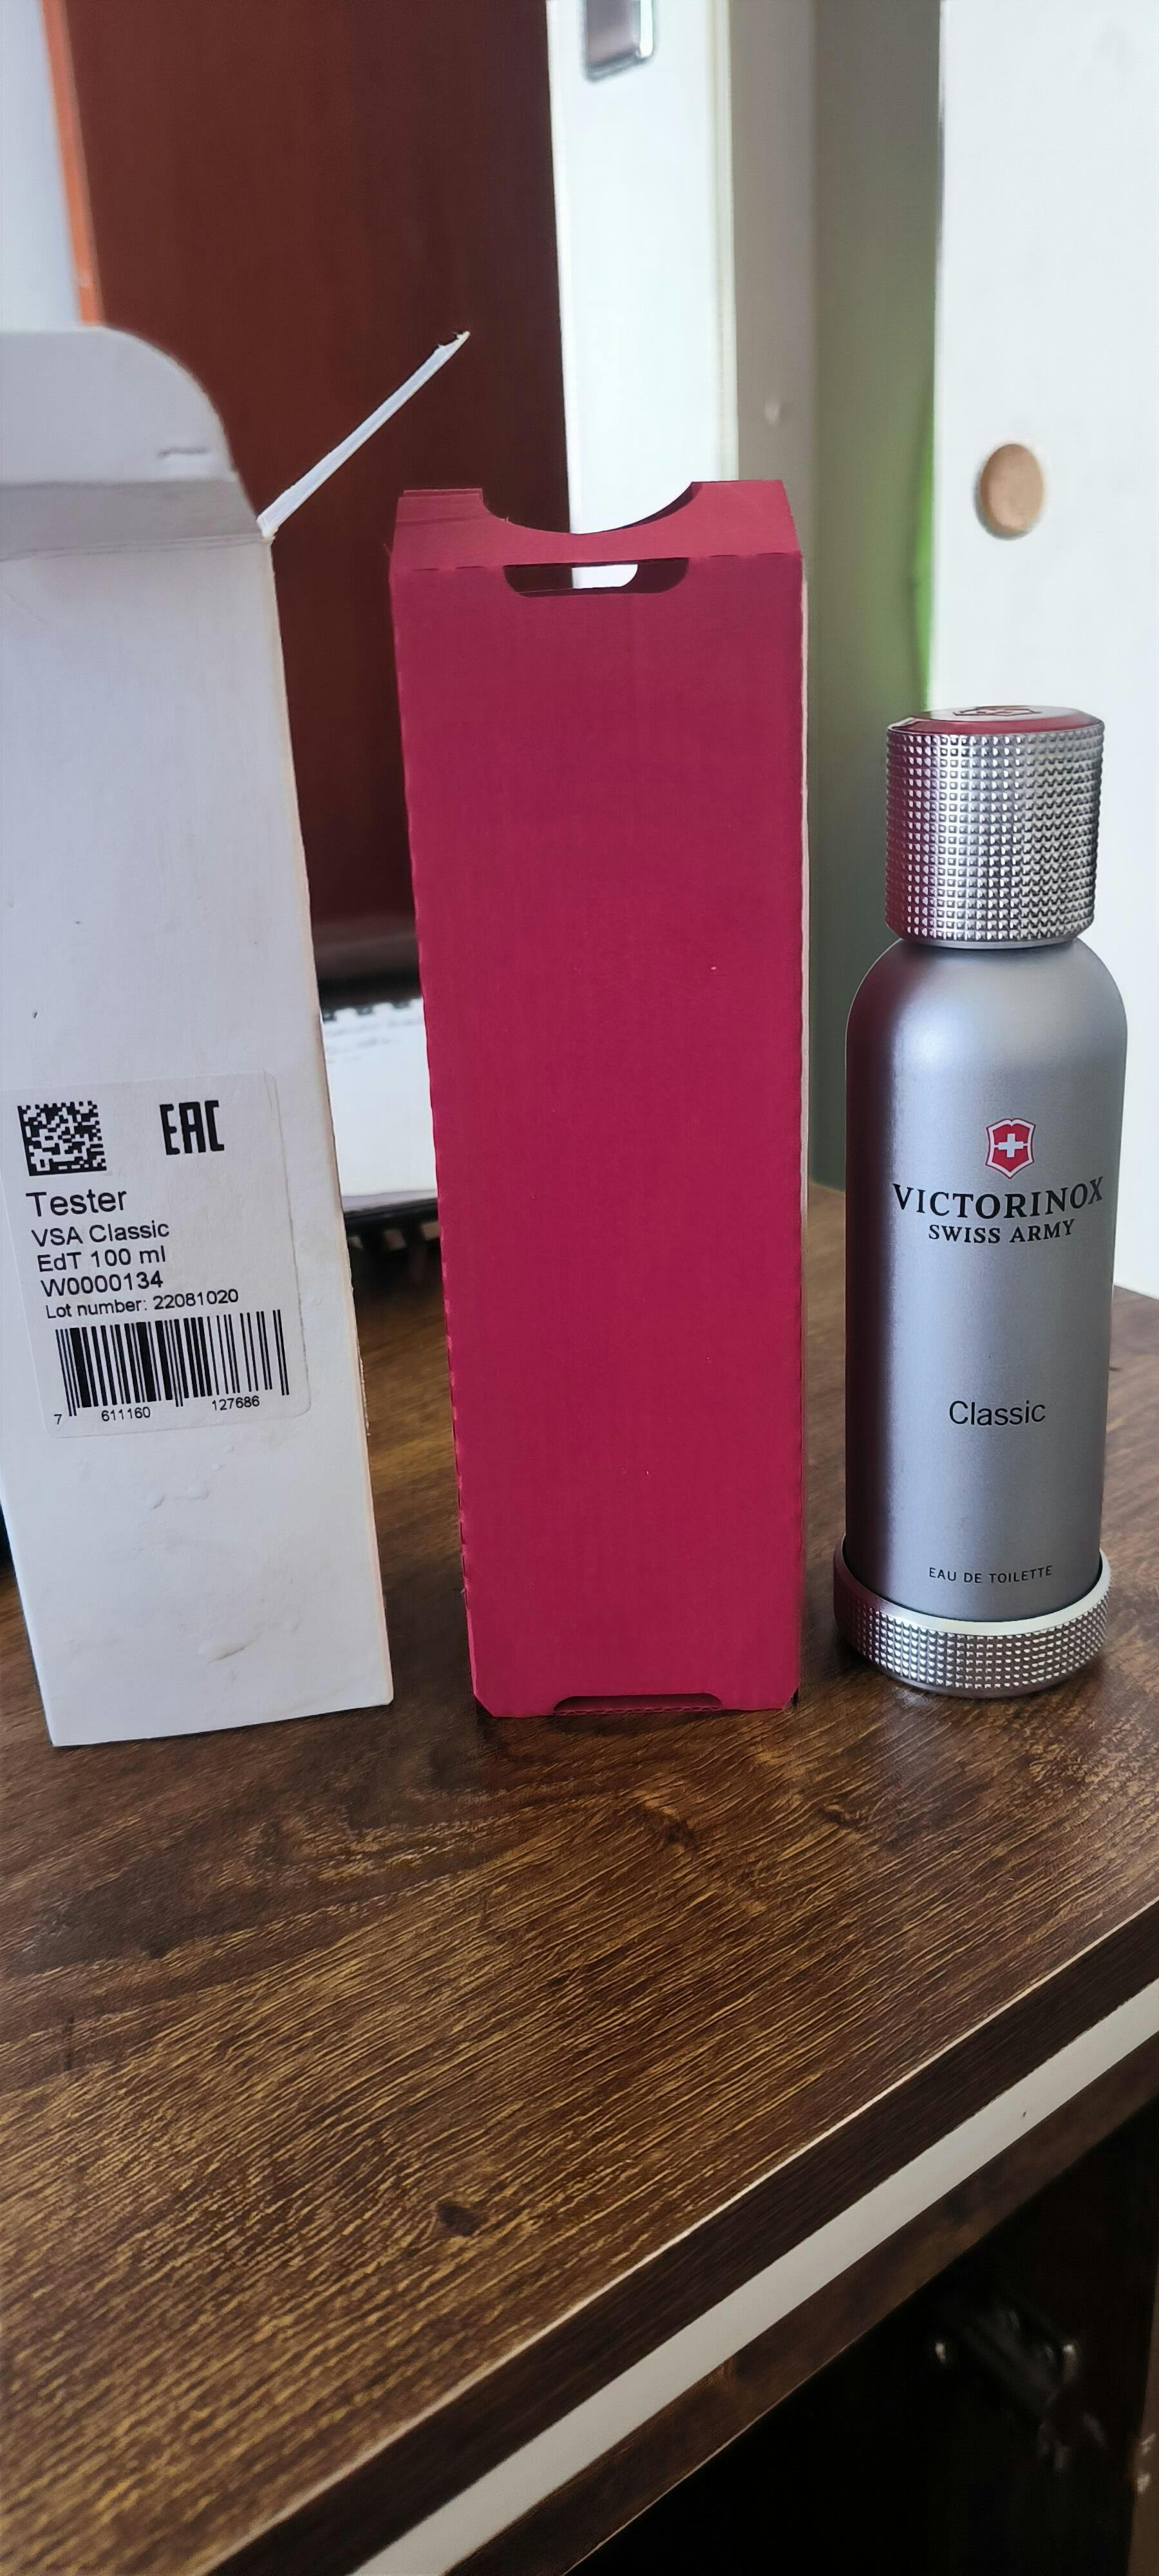 EAC
Tester
VSA Classic
EdT 100 ml
W0000134
Lot number: 22081020
7 611160 127686
VICTORINOX
SWISS ARMY
Classic
EAU DE TOILETTE